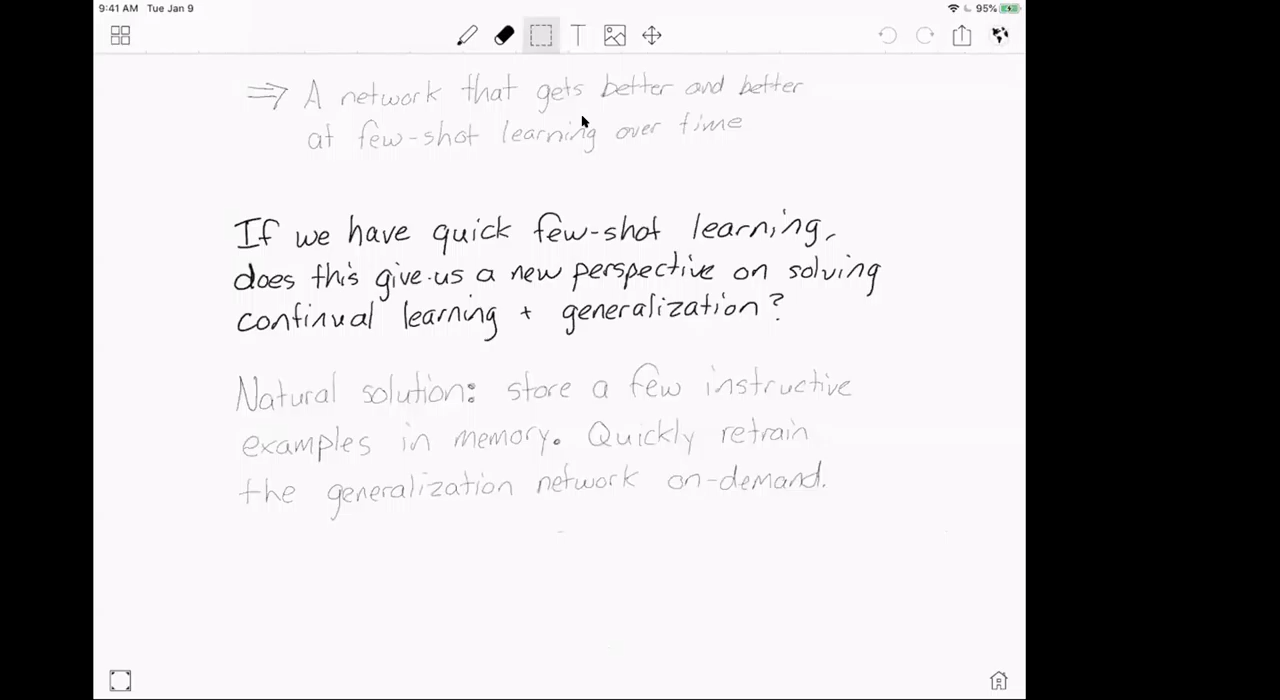 9:41 AM Tue Jan 9
95%
T
⇒ A network that gets better and better
at few-shot learning over time
If we have quick few-shot learning,
does this give us a new perspective on solving
continual learning + generalization?
Natural solution: store a few instructive
examples in memory. Quickly retrain
the generalization network on-demand.